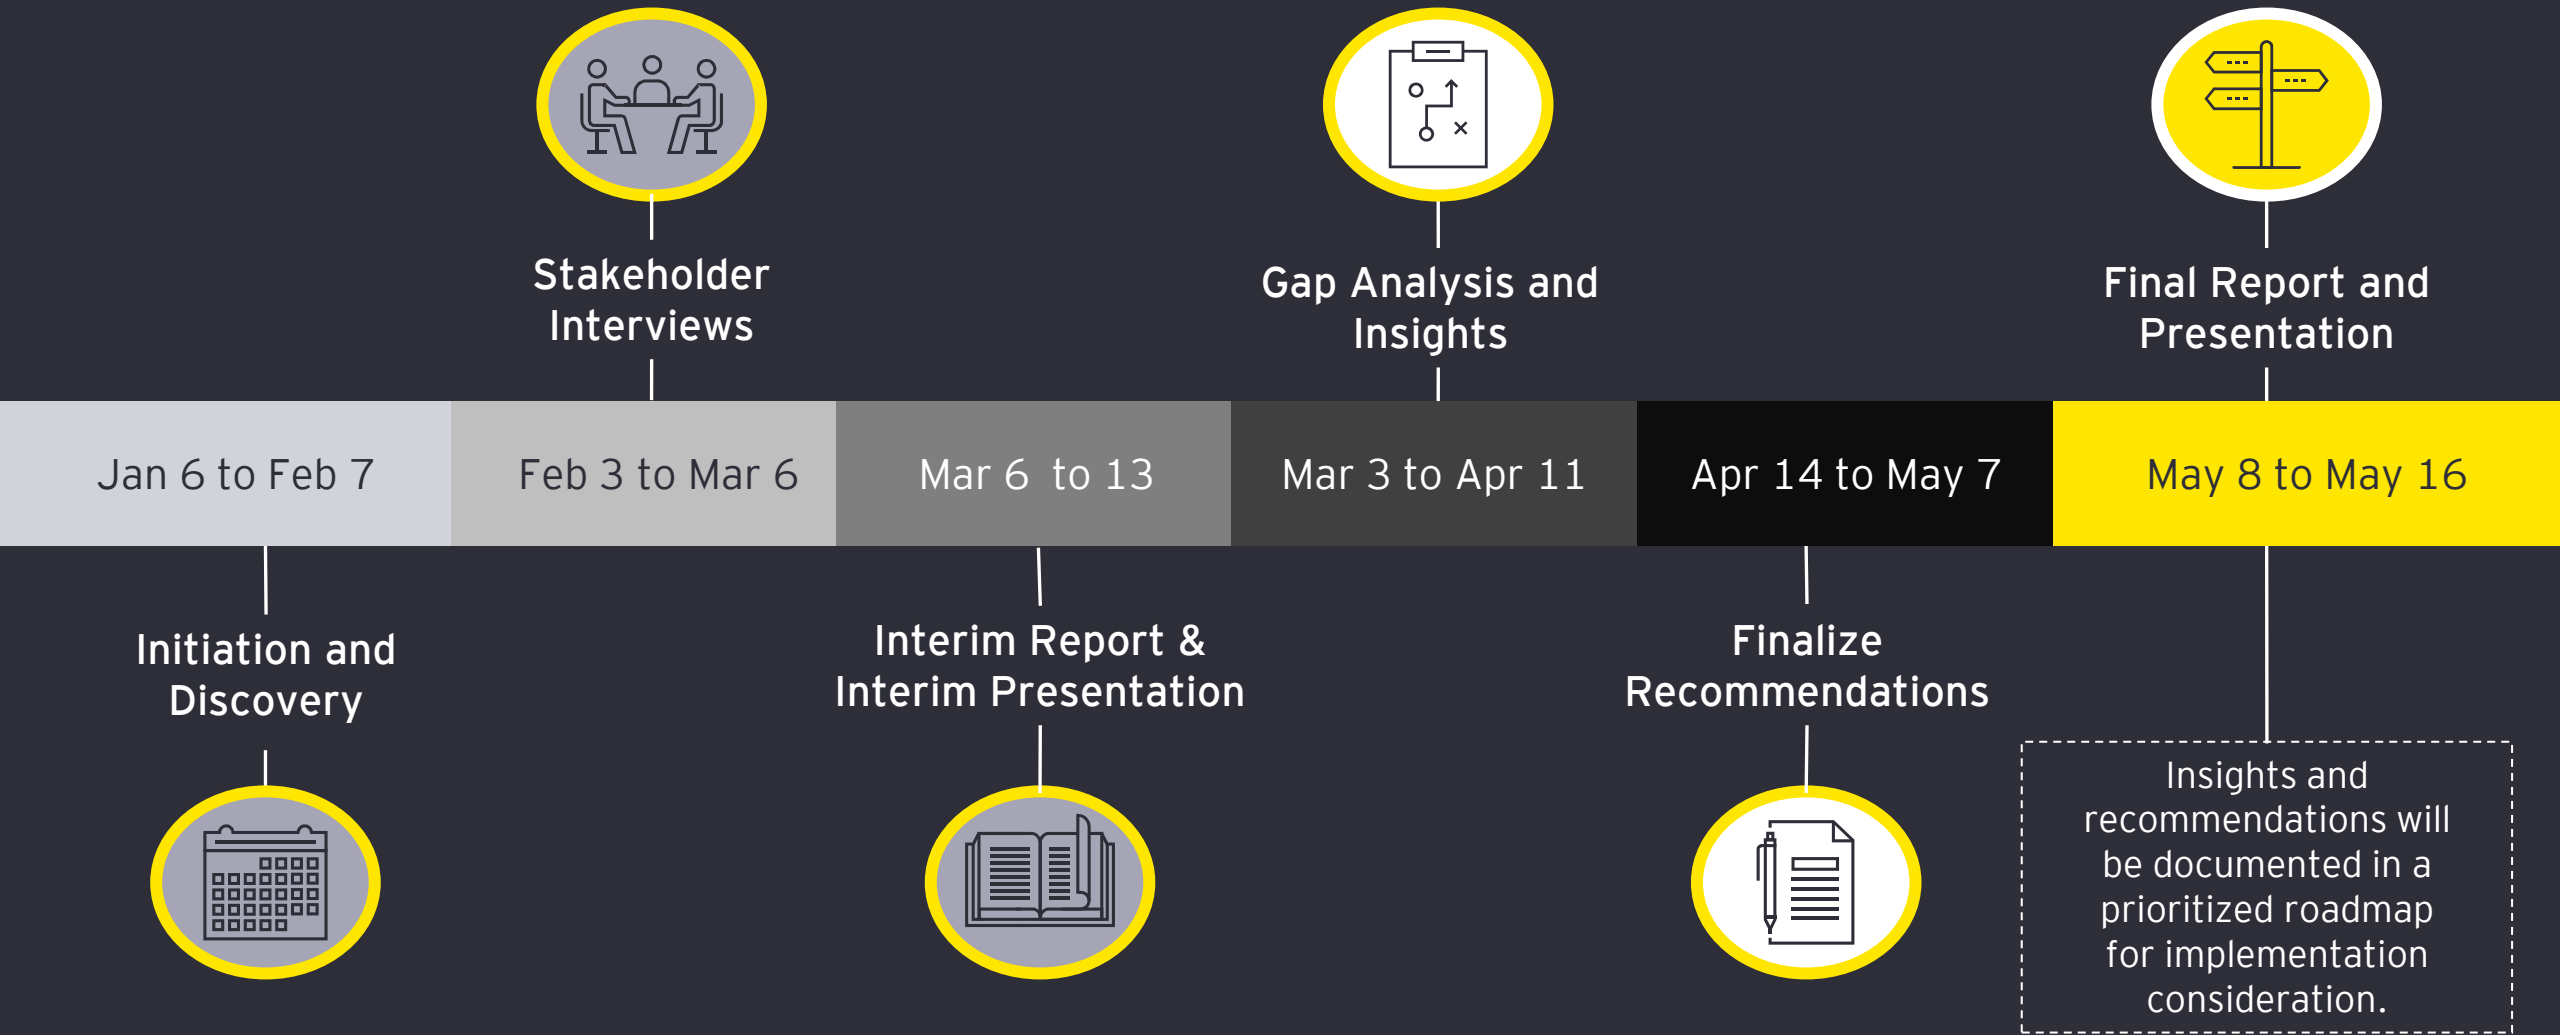 Stakeholder
Interviews
Gap Analysis and
Insights
Final Report and
Presentation
Jan 6 to Feb 7
Feb 3 to Mar 6
Mar 6 to 13
Mar 3 to Apr 11
Apr 14 to May 7
May 8 to May 16
Initiation and
Discovery
Interim Report &
Interim Presentation
Finalize
Recommendations
Insights and
recommendations will
be documented in a
prioritized roadmap
for implementation
consideration.